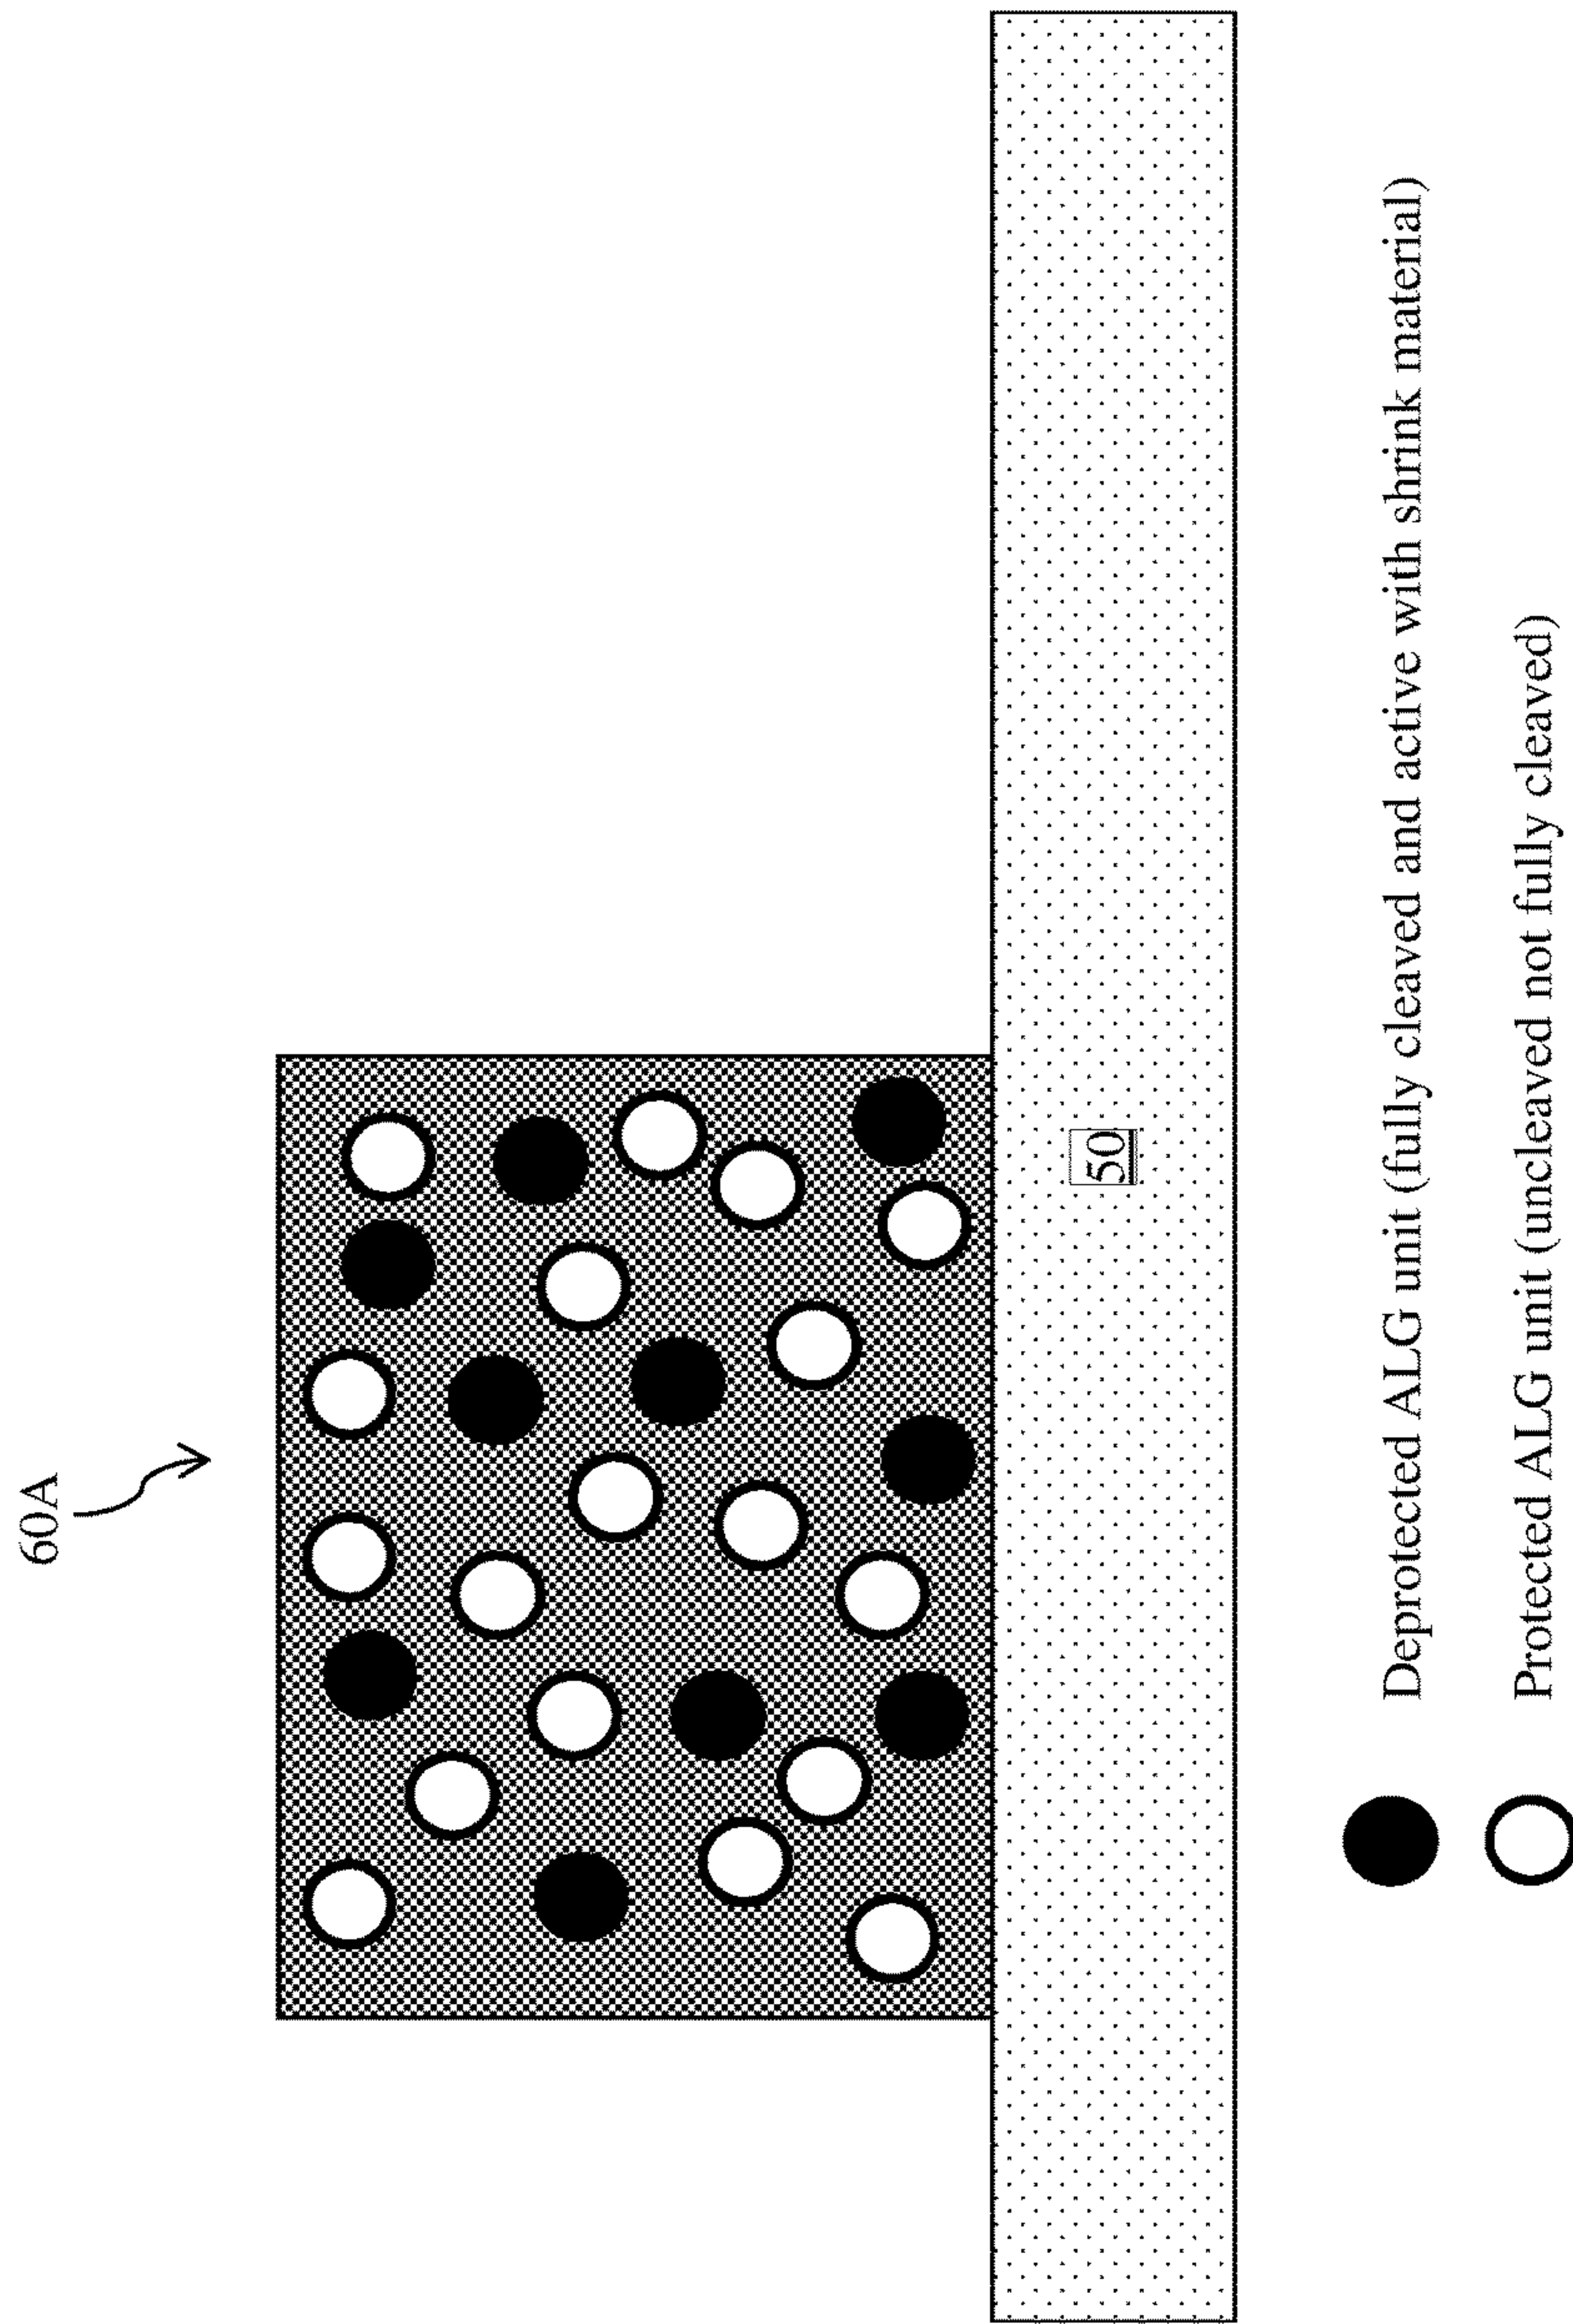 60A
50
Deprotected ALG unit (fully cleaved and active with shrink material)
Protected ALG unit (uncleaved not fully cleaved)